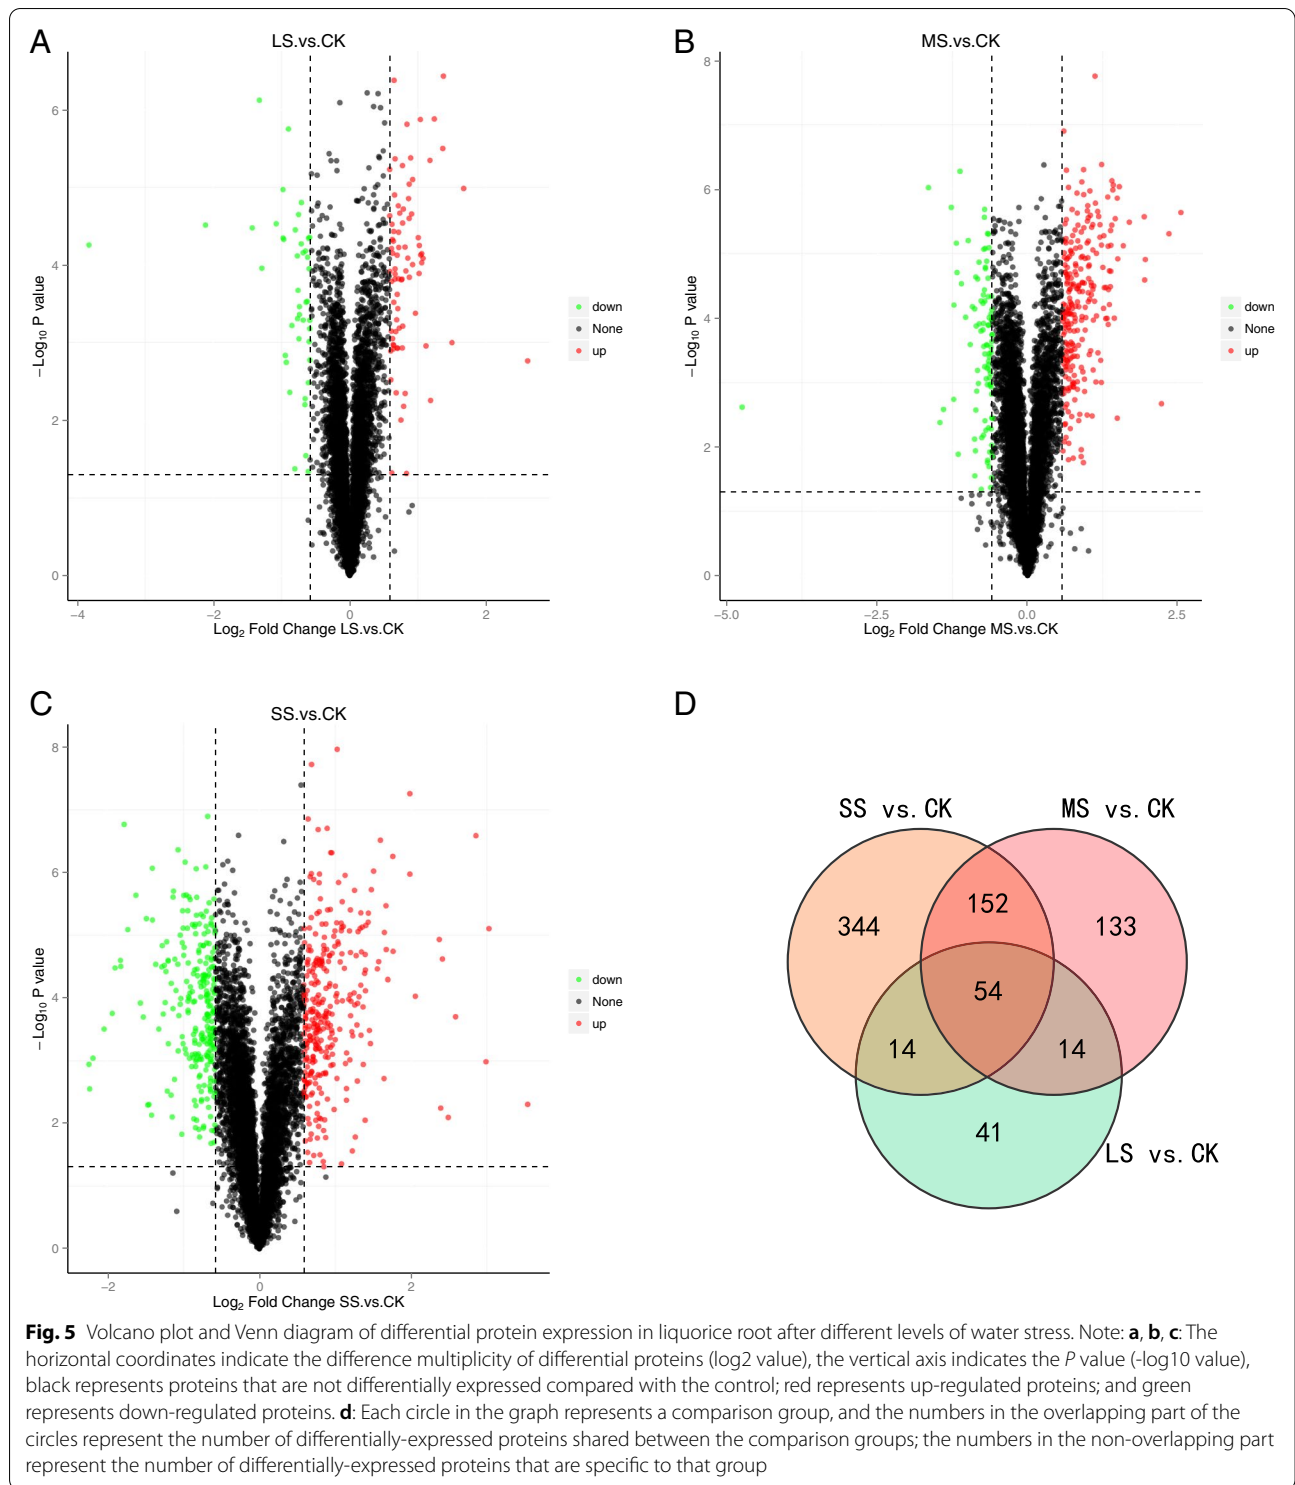 A
LS.vs.CK
6
4
2
0
−Log10 P value
−4
−2
0
2
Log2 Fold Change LS.vs.CK
down
None
up
B
MS.vs.CK
8
6
4
2
0
−Log10 P value
−5.0
−2.5
0.0
2.5
Log2 Fold Change MS.vs.CK
down
None
up
C
SS.vs.CK
8
6
4
2
0
−Log10 P value
−2
0
2
Log2 Fold Change SS.vs.CK
down
None
up
D
SS vs.CK
MS vs.CK
344
152
133
54
14
14
41
LS vs.CK
Fig. 5 Volcano plot and Venn diagram of differential protein expression in liquorice root after different levels of water stress. Note: a, b, c: The
horizontal coordinates indicate the difference multiplicity of differential proteins (log2 value), the vertical axis indicates the P value (-log10 value),
black represents proteins that are not differentially expressed compared with the control; red represents up-regulated proteins; and green
represents down-regulated proteins. d: Each circle in the graph represents a comparison group, and the numbers in the overlapping part of the
circles represent the number of differentially-expressed proteins shared between the comparison groups; the numbers in the non-overlapping part
represent the number of differentially-expressed proteins that are specific to that group